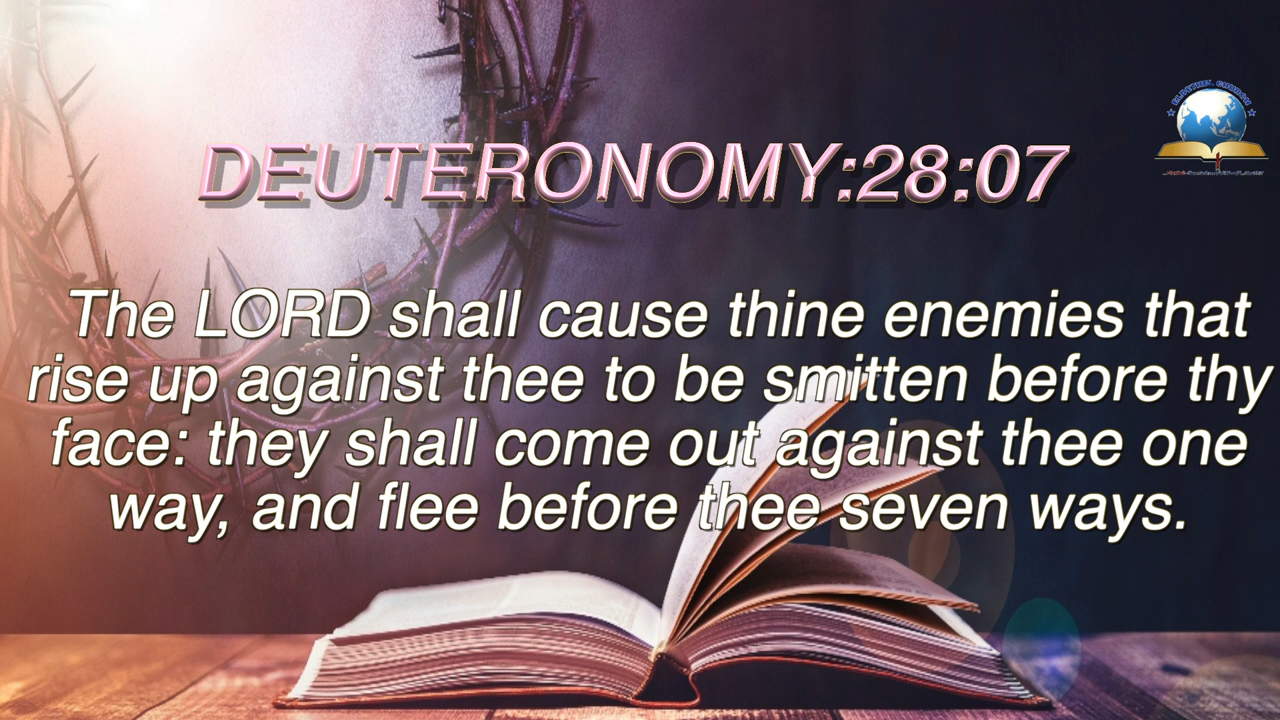 DEUTERONOMY:28:07
The LORD shall cause thine enemies that
rise up against thee to be smitten before thy
face: they shall come out against thee one
way, and flee before thee seven ways.
CHURCH